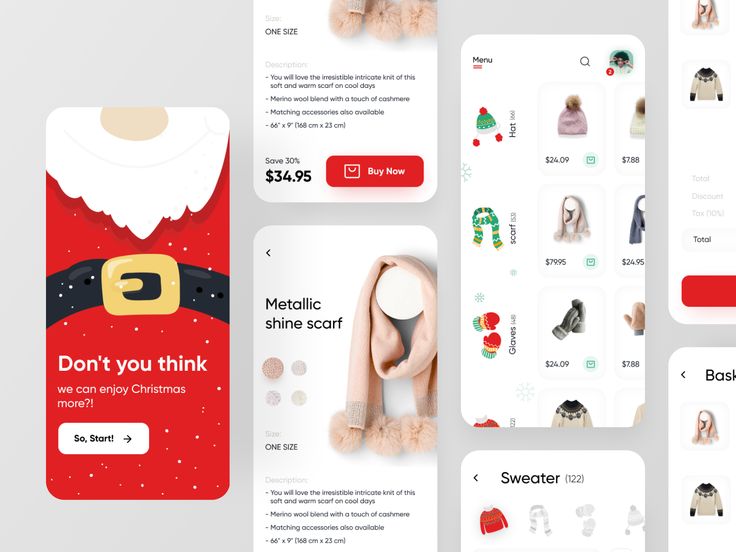 Don't you think
we can enjoy Christmas
more?!
So, Start!
Size:
ONE SIZE
Description:
- You will love the irresistible intricate knit of this
soft and warm scarf on cool days
- Merino wool blend with a touch of cashmere
- Matching accessories also available
- 66" x 9" (168 cm x 23 cm)
Save 30%
$34.95
Buy Now
Metallic
shine scarf
Size:
ONE SIZE
Description:
- You will love the irresistible intricate knit of this
soft and warm scarf on cool days
- Merino wool blend with a touch of cashmere
- Matching accessories also available
- 66" x 9" (168 cm x 23 cm)
Menu
2
Hat (66)
$24.09
$7.88
scarf (53)
$79.95
$24.95
Glaves (48)
$24.09
$7.88
(122)
Sweater (122)
Total
Discount
Tax (10%)
Total
Bask